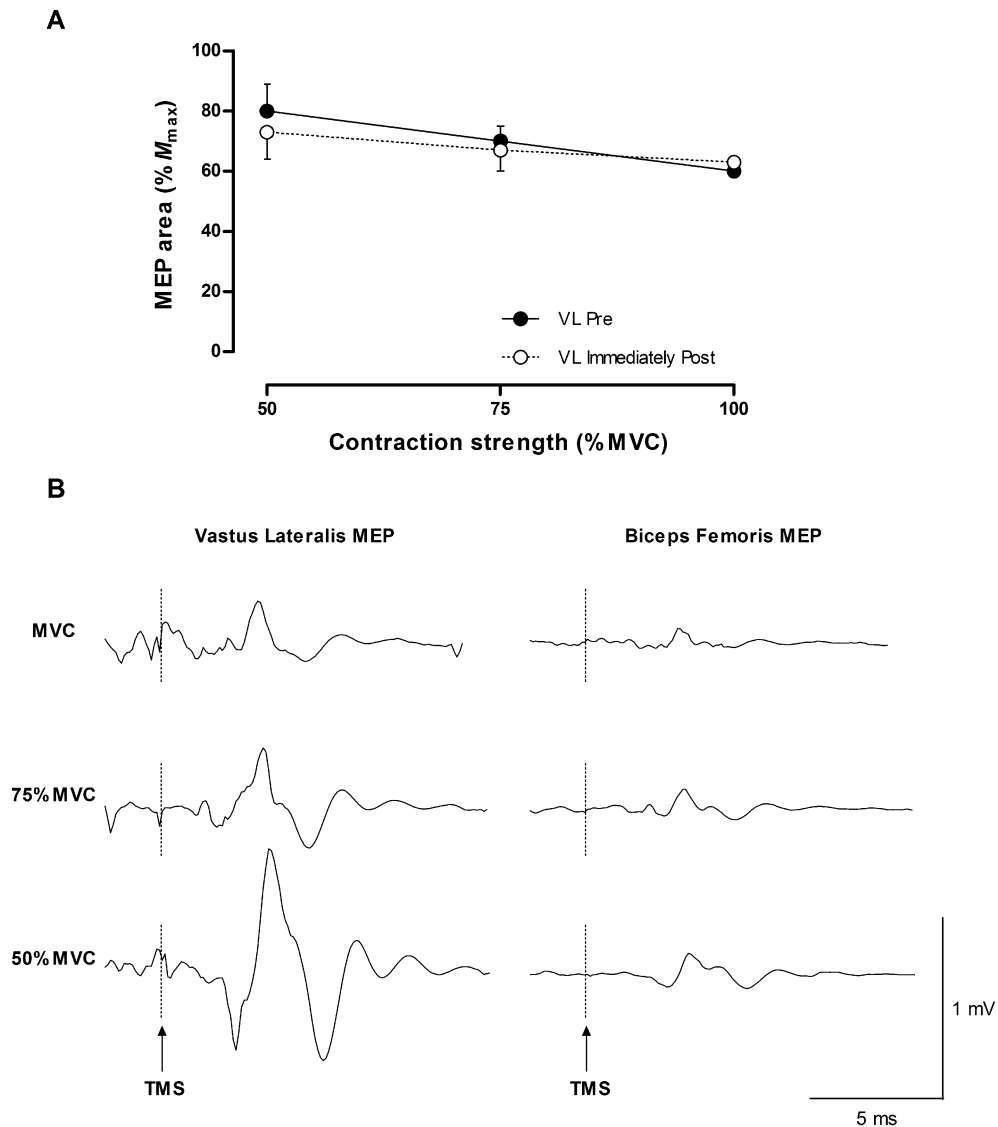 A
MEP area (% Mmax)
100
80
60
40
20
0
VL Pre
VL Immediately Post
50 75 100
Contraction strength (%MVC)
B
Vastus Lateralis MEP Biceps Femoris MEP
MVC
75% MVC
50% MVC
1 mV
TMS TMS
5 ms